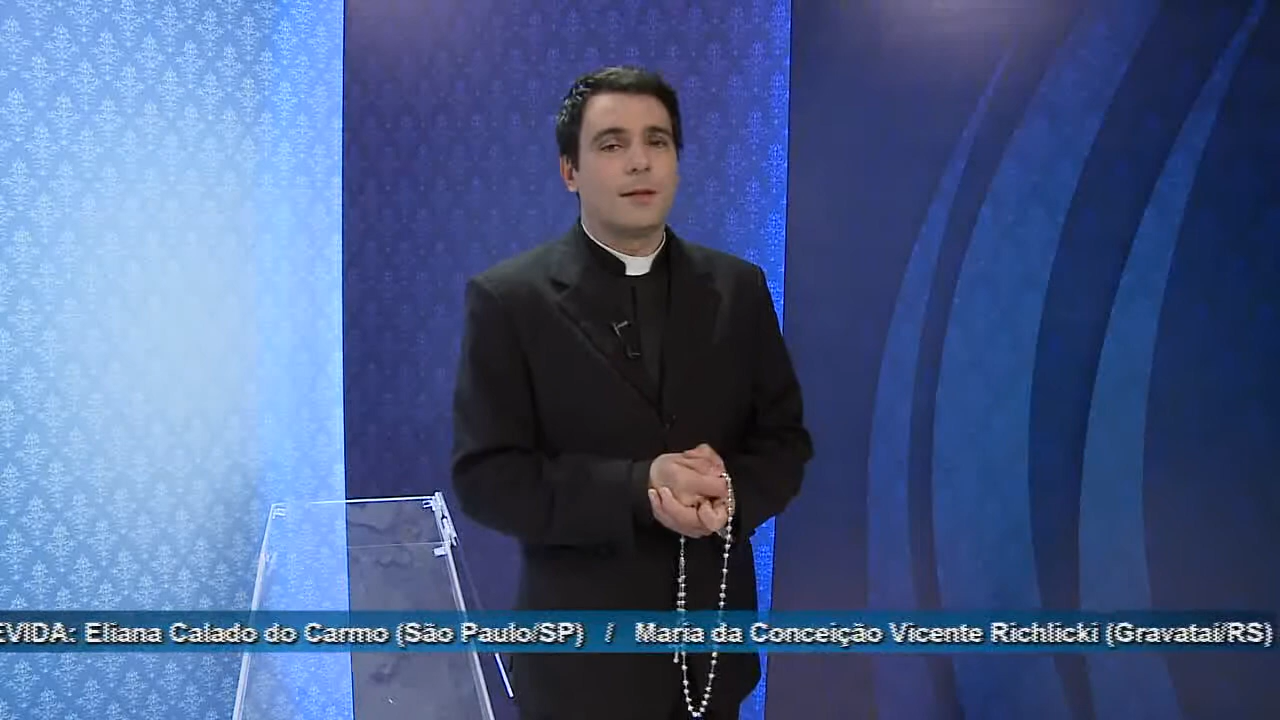 EVIDA: Eliana Calado do Carmo (São Paulo/SP) / Maria da Conceição Vicente Richlicki (Gravataí/RS)